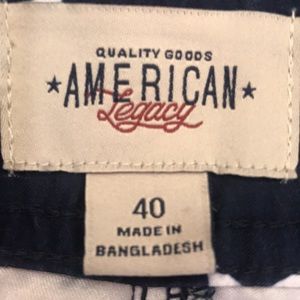 QUALITY GOODS
★AMERICAN★
Legacy
40
MADE IN
BANGLADESH